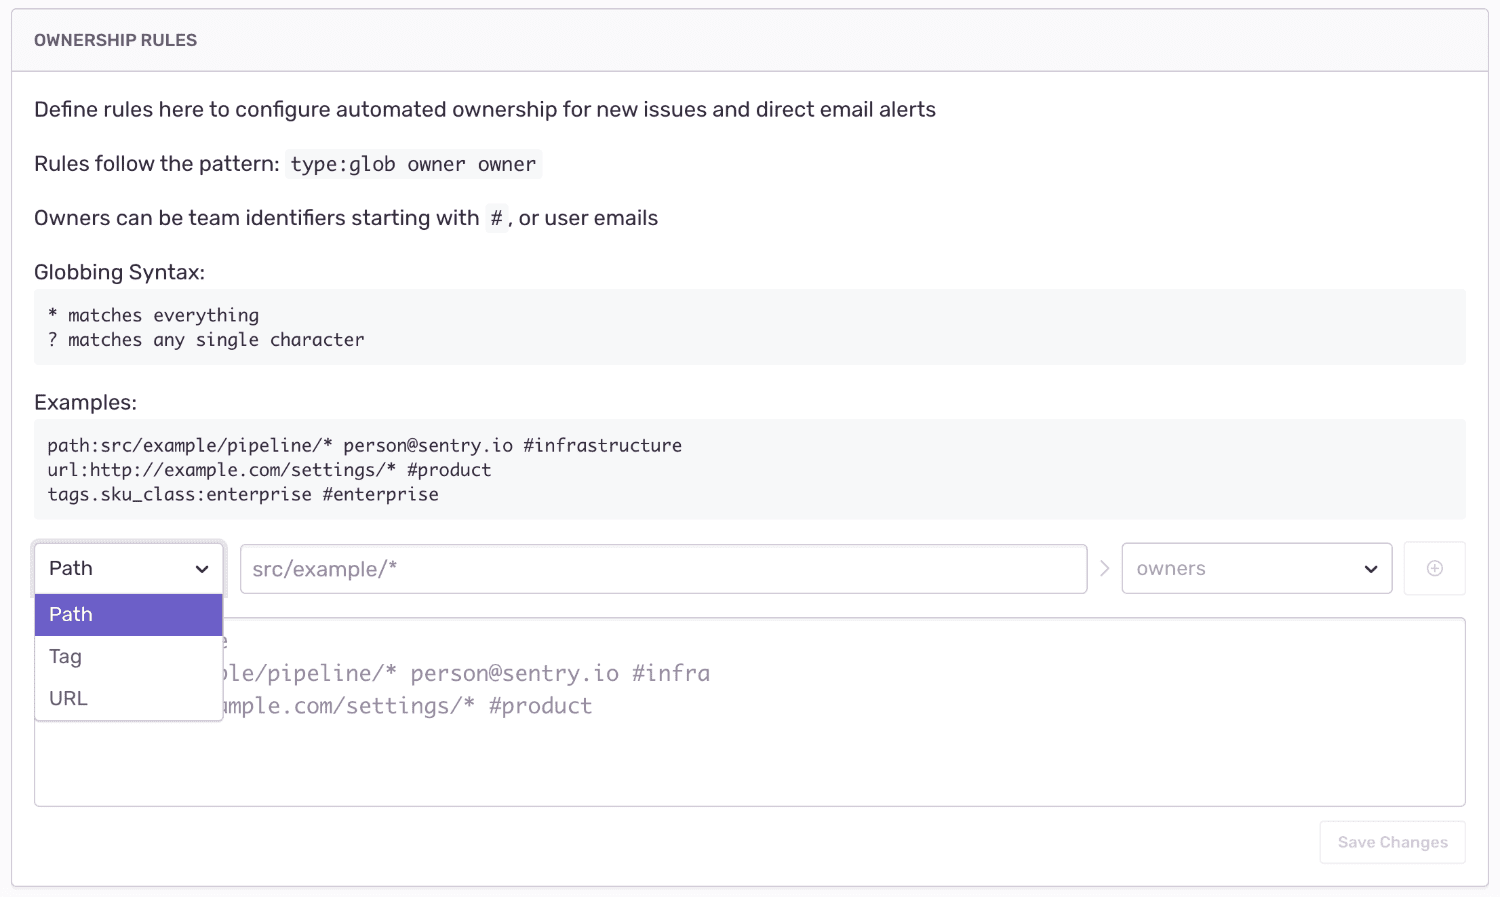 OWNERSHIP RULES
Define rules here to configure automated ownership for new issues and direct email alerts
Rules follow the pattern: type:glob owner owner
Owners can be team identifiers starting with #, or user emails
Globbing Syntax:
* matches everything
? matches any single character
Examples:
path:src/example/pipeline/* person@sentry.io #infrastructure
url:http://example.com/settings/* #product
tags.sku_class:enterprise #enterprise
Path src/example/* owners
Path
Tag
ple/pipeline/* person@sentry.io #infra
URL
ample.com/settings/* #product
Save Changes